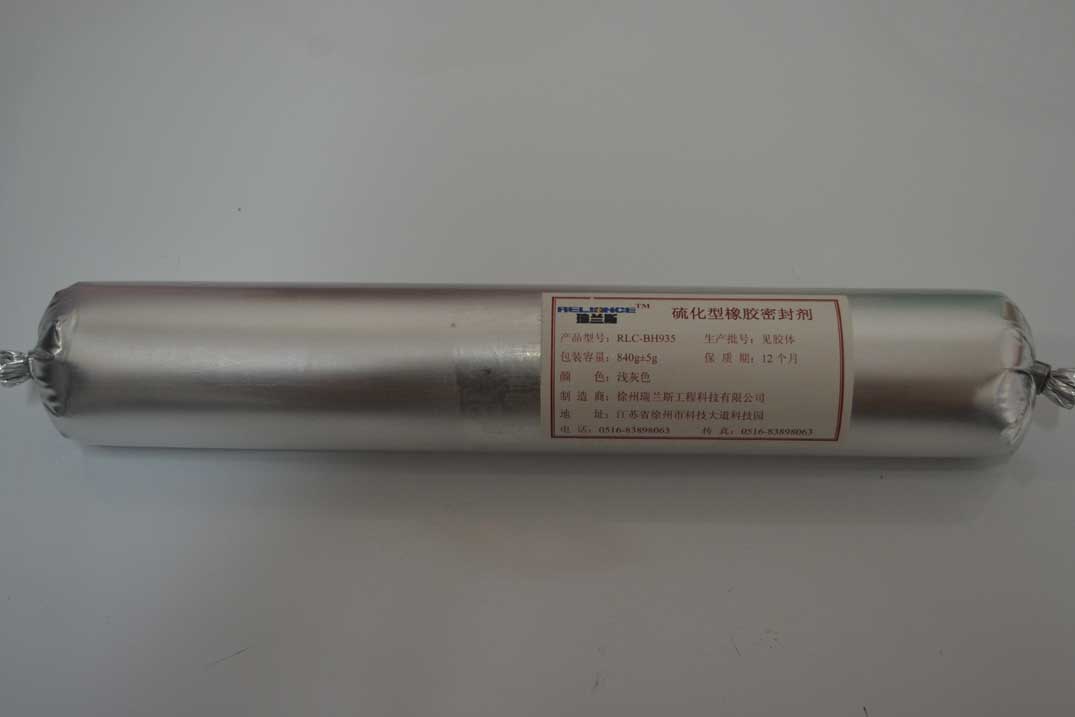 RELIANCE™ 硫化型橡胶密封剂
瑞兰斯
产品型号：RLC-BH935 生产批号：见胶体
包装容量：840g±5g 保 质 期：12个月
颜 色：浅灰色
制 造 商：徐州瑞兰斯工程科技有限公司
地 址：江苏省徐州市科技大道科技园
电 话：0516-83898063 传 真：0516-83898063